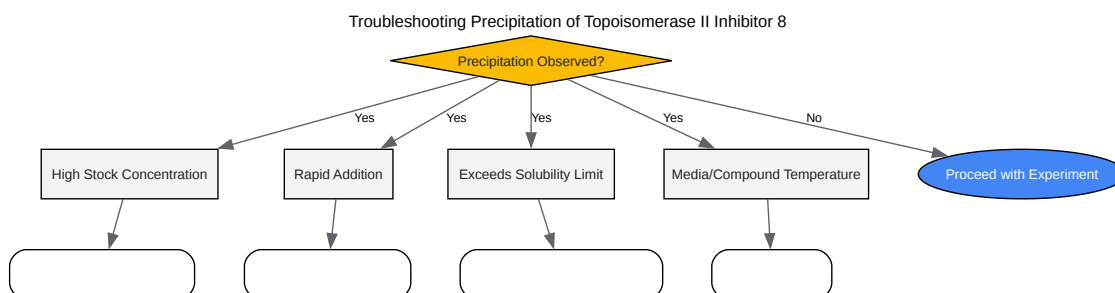 Troubleshooting Precipitation of Topoisomerase II Inhibitor 8
Precipitation Observed?
Yes
Yes
Yes
Yes
No
High Stock Concentration
Rapid Addition
Exceeds Solubility Limit
Media/Compound Temperature
Proceed with Experiment